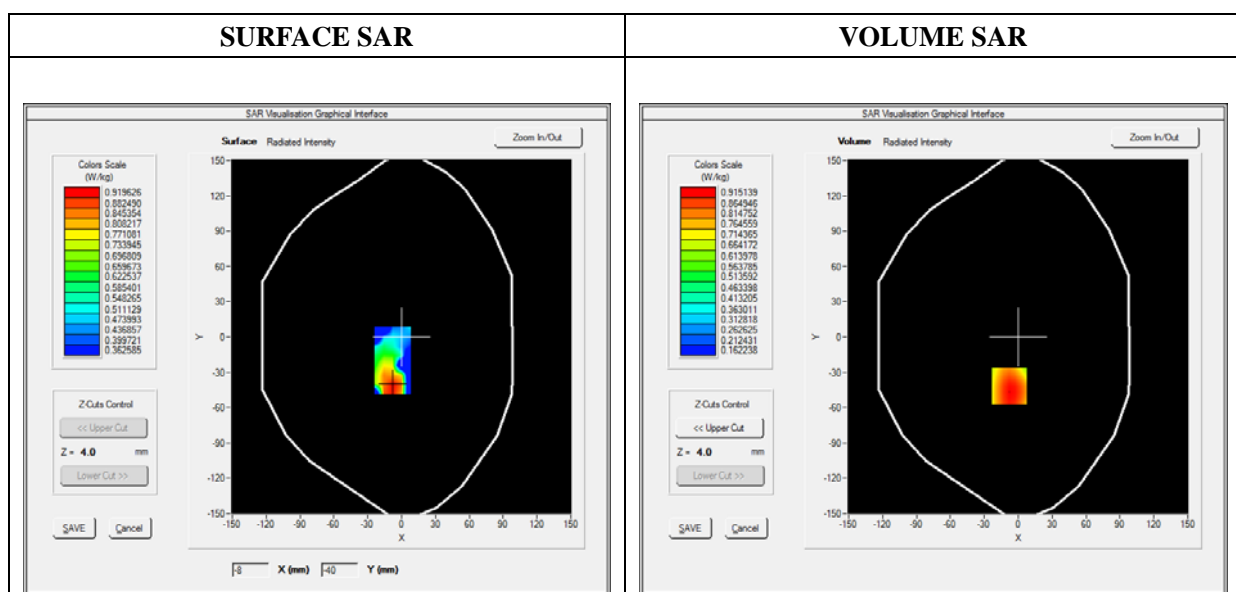 SURFACE SAR
VOLUME SAR
SAR Visualisation Graphical Interface
Surface Radiated Intensity
Zoom In/Out
Colors Scale
(W/kg)
0.919626
0.882490
0.845354
0.808217
0.771081
0.733945
0.696809
0.659673
0.622537
0.585401
0.548265
0.511129
0.473993
0.436857
0.399721
0.362585
Z-Cuts Control
<< Upper Cut
Z = 4.0 mm
Lower Cut >>
SAVE Cancel
150
120
90
60
30
0
-30
-60
-90
-120
-150
Y
-150 -120 -90 -60 -30 0 30 60 90 120 150
X
-8 X (mm) -40 Y (mm)
SAR Visualisation Graphical Interface
Volume Radiated Intensity
Zoom In/Out
Colors Scale
(W/kg)
0.915139
0.864946
0.814752
0.764559
0.714365
0.664172
0.613978
0.563785
0.513592
0.463398
0.413205
0.363011
0.312818
0.262625
0.212431
0.162238
Z-Cuts Control
<< Upper Cut
Z = 4.0 mm
Lower Cut >>
SAVE Cancel
150
120
90
60
30
0
-30
-60
-90
-120
-150
Y
-150 -120 -90 -60 -30 0 30 60 90 120 150
X